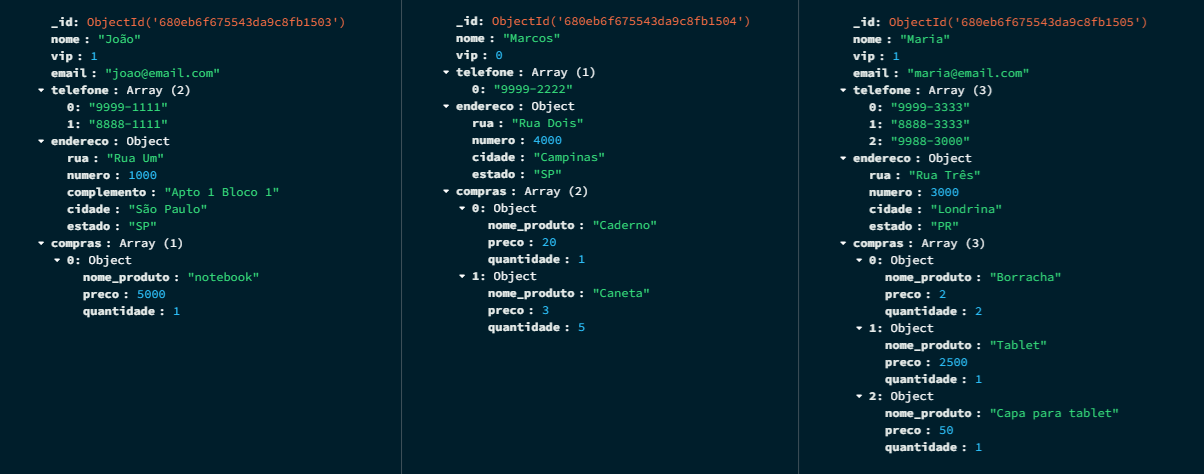 _id: ObjectId('680eb6f675543da9c8fb1503')
nome : "João"
vip : 1
email : "joao@email.com"
telefone : Array (2)
0: "9999-1111"
1: "8888-1111"
endereco : Object
rua : "Rua Um"
numero : 1000
complemento : "Apto 1 Bloco 1"
cidade : "São Paulo"
estado : "SP"
compras : Array (1)
0: Object
nome_produto : "notebook"
preco : 5000
quantidade : 1
_id: ObjectId('680eb6f675543da9c8fb1504')
nome : "Marcos"
vip : 0
telefone : Array (1)
0: "9999-2222"
endereco : Object
rua : "Rua Dois"
numero : 4000
cidade : "Campinas"
estado : "SP"
compras : Array (2)
0: Object
nome_produto : "Caderno"
preco : 20
quantidade : 1
1: Object
nome_produto : "Caneta"
preco : 3
quantidade : 5
_id: ObjectId('680eb6f675543da9c8fb1505')
nome : "Maria"
vip : 1
email : "maria@email.com"
telefone : Array (3)
0: "9999-3333"
1: "8888-3333"
2: "9988-3000"
endereco : Object
rua : "Rua Três"
numero : 3000
cidade : "Londrina"
estado : "PR"
compras : Array (3)
0: Object
nome_produto : "Borracha"
preco : 2
quantidade : 2
1: Object
nome_produto : "Tablet"
preco : 2500
quantidade : 1
2: Object
nome_produto : "Capa para tablet"
preco : 50
quantidade : 1